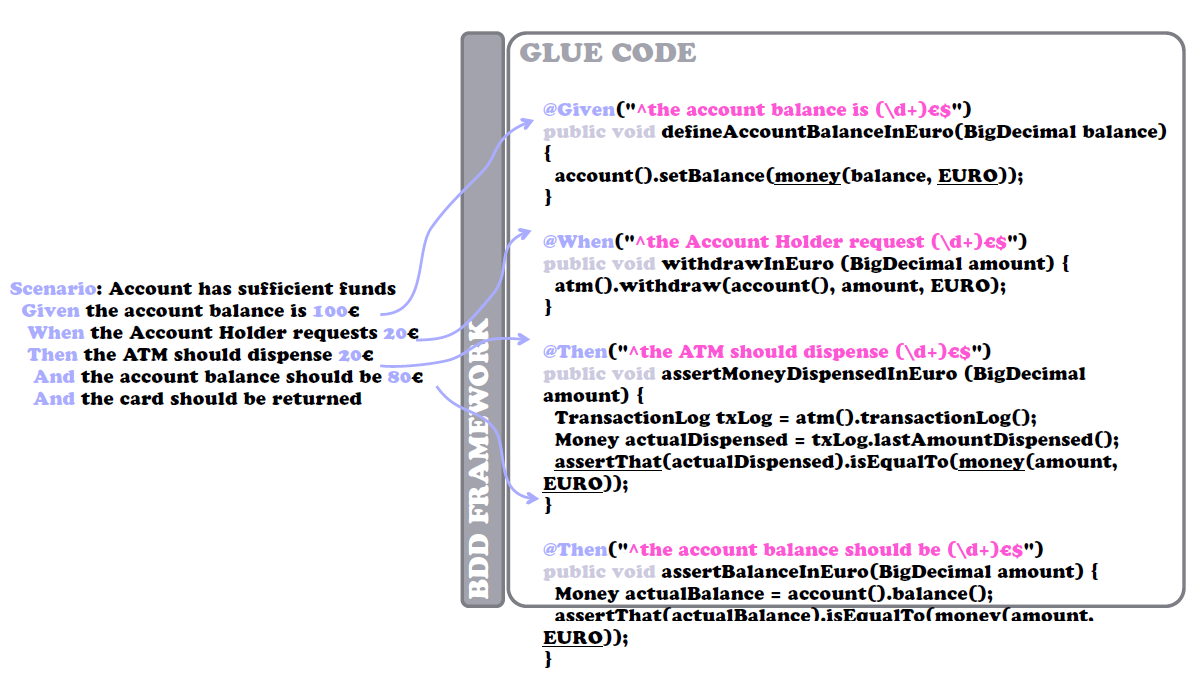 GLUE CODE
@Given("^the account balance is (\d+)€$")
public void defineAccountBalanceInEuro(BigDecimal balance)
{
account().setBalance(money(balance, EURO));
}
@When("^the Account Holder request (\d+)€$")
public void withdrawInEuro (BigDecimal amount) {
atm().withdraw(account(), amount, EURO);
}
@Then("^the ATM should dispense (\d+)€$")
public void assertMoneyDispensedInEuro (BigDecimal
amount) {
TransactionLog txLog = atm().transactionLog();
Money actualDispensed = txLog.lastAmountDispensed();
assertThat(actualDispensed).isEqualTo(money(amount,
EURO));
}
@Then("^the account balance should be (\d+)€$")
public void assertBalanceInEuro(BigDecimal amount) {
Money actualBalance = account().balance();
assertThat(actualBalance).isEqualTo(money(amount,
EURO));
}
Scenario: Account has sufficient funds
Given the account balance is 100€
When the Account Holder requests 20€
Then the ATM should dispense 20€
And the account balance should be 80€
And the card should be returned
BDD FRAMEWORK